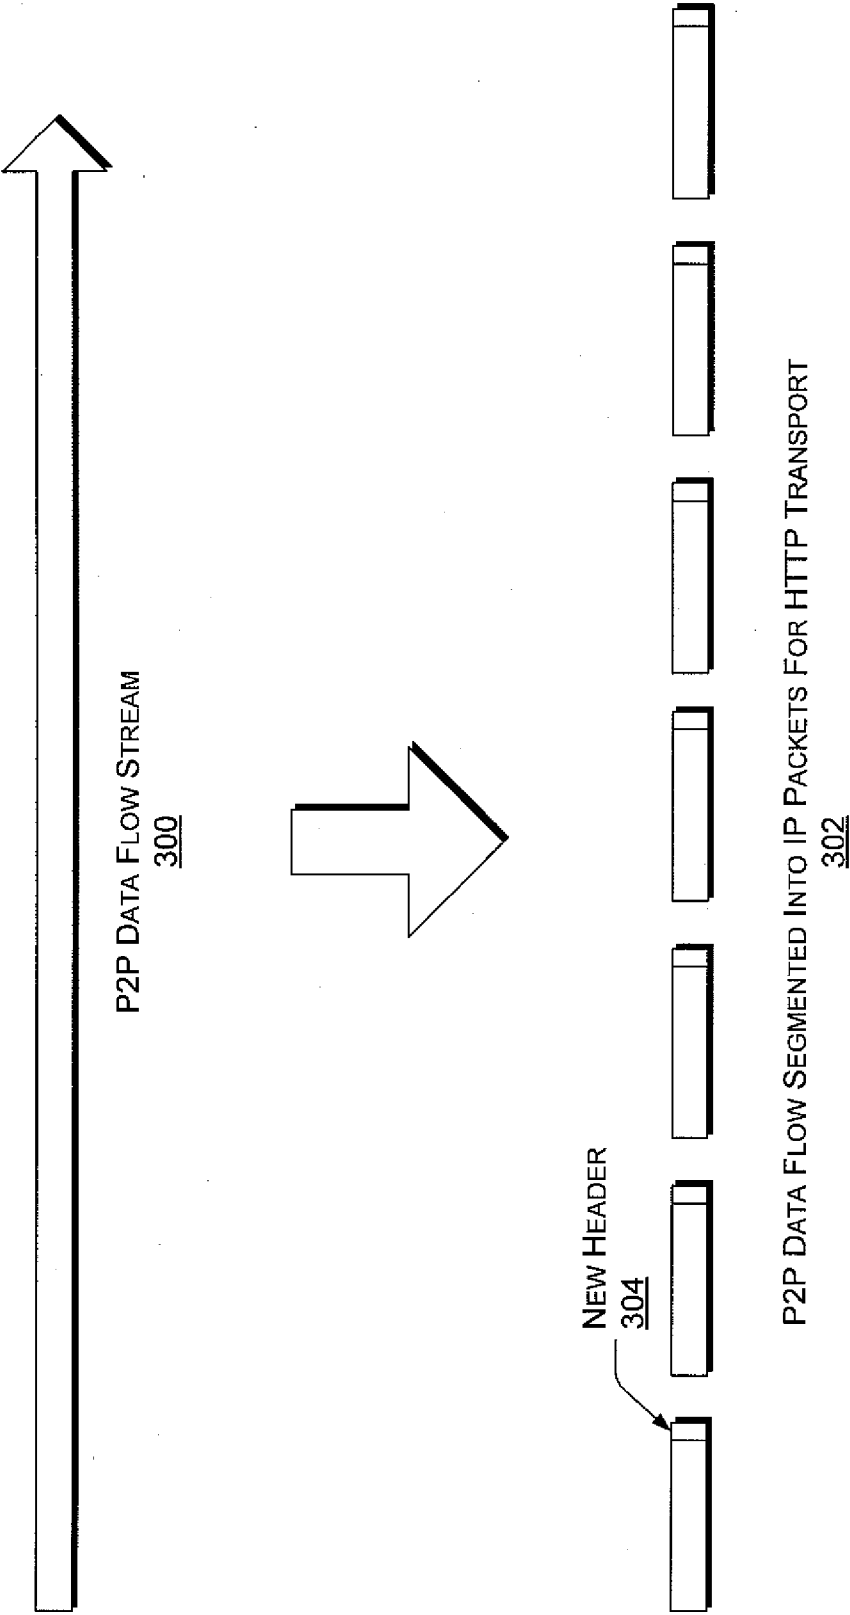 P2P DATA FLOW STREAM
300
NEW HEADER
304
P2P DATA FLOW SEGMENTED INTO IP PACKETS FOR HTTP TRANSPORT
302